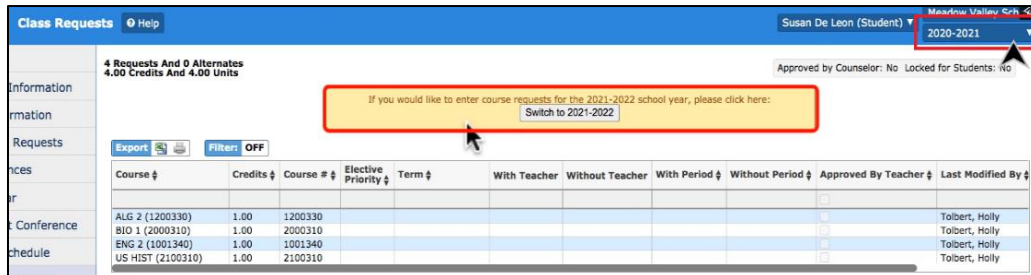 Class Requests Help
Meadow Valley Sch
Susan De Leon (Student)
2020-2021
4 Requests And 0 Alternates
4.00 Credits And 4.00 Units
Approved by Counselor: No Locked for Students: No
Information
rmation
Requests
nces
ar
t Conference
chedule
If you would like to enter course requests for the 2021-2022 school year, please click here:
Switch to 2021-2022
Export Filter: OFF
Course Credits Course # Elective Priority Term With Teacher Without Teacher With Period Without Period Approved By Teacher Last Modified By
ALG 2 (1200330) 1.00 1200330 Tolbert, Holly
BIO 1 (2000310) 1.00 2000310 Tolbert, Holly
ENG 2 (1001340) 1.00 1001340 Tolbert, Holly
US HIST (2100310) 1.00 2100310 Tolbert, Holly